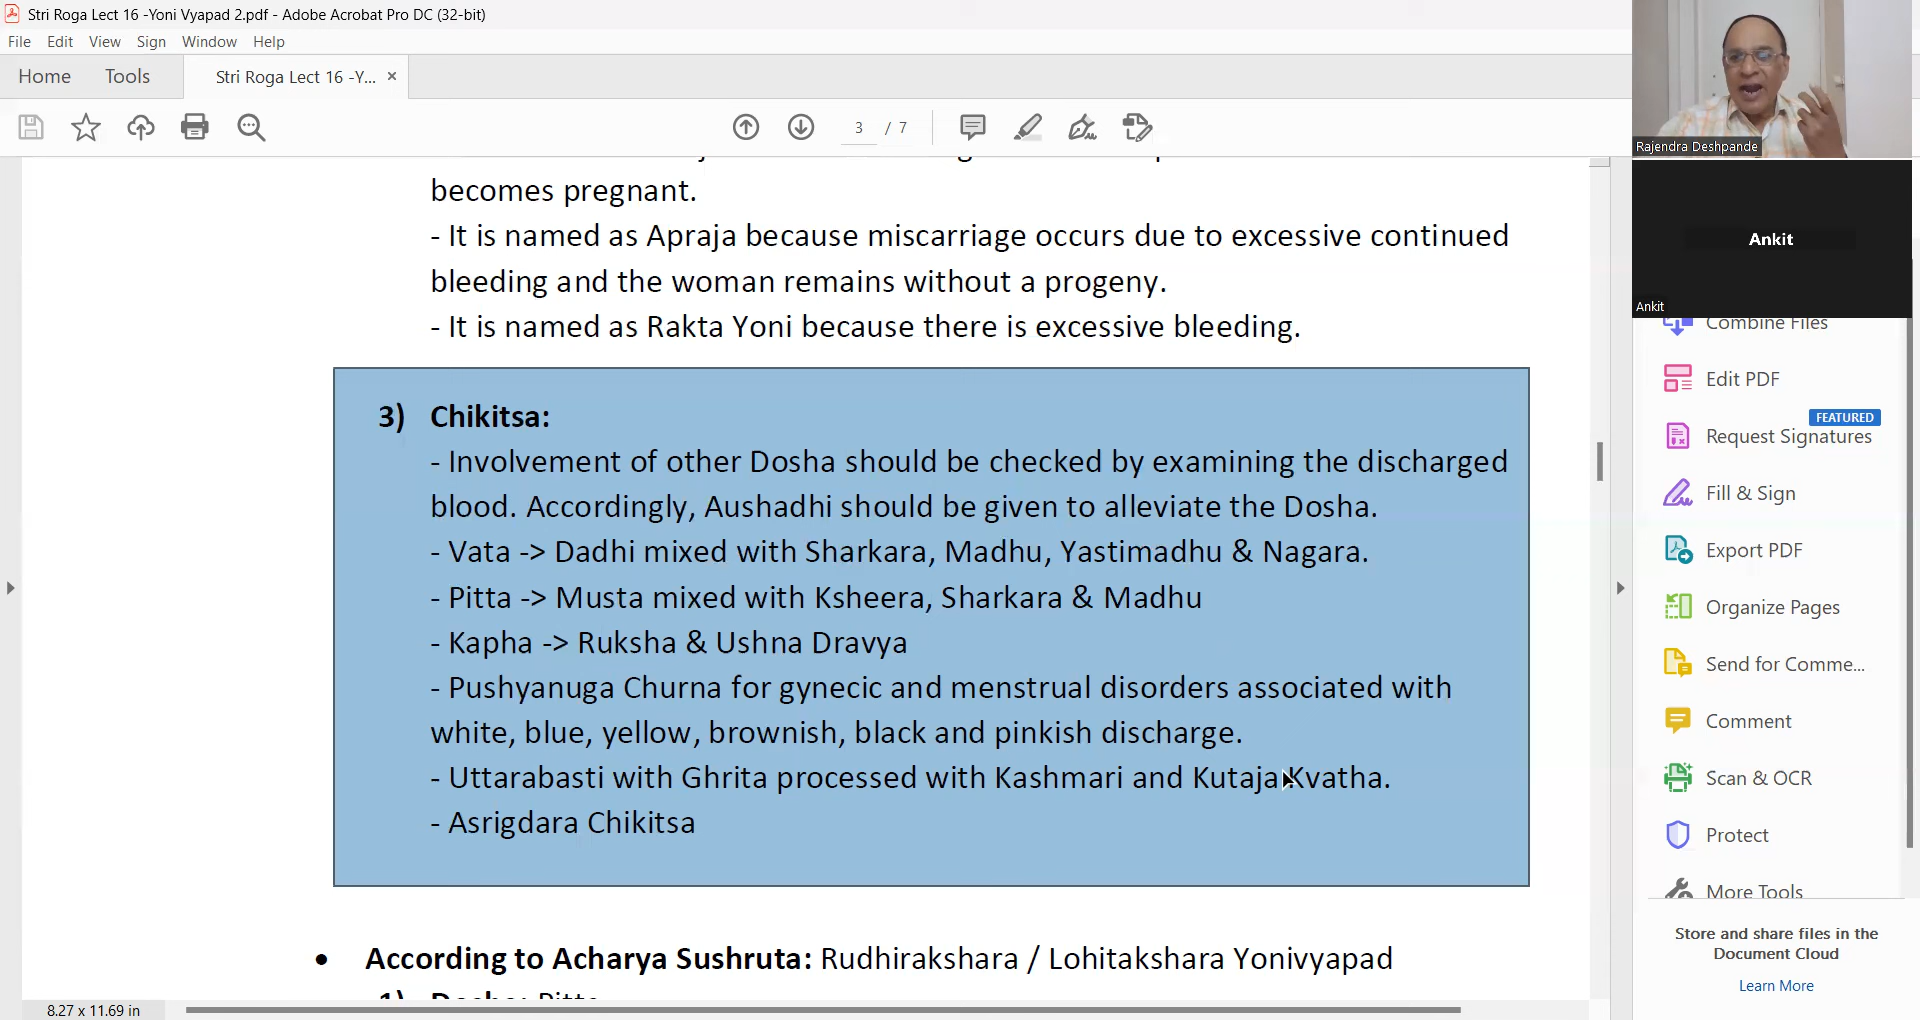 Stri Roga Lect 16 -Yoni Vyapad 2.pdf - Adobe Acrobat Pro DC (32-bit)
File Edit View Sign Window Help
Home Tools Stri Roga Lect 16 -Y... ×
3 / 7
becomes pregnant.
- It is named as Apraja because miscarriage occurs due to excessive continued
bleeding and the woman remains without a progeny.
- It is named as Rakta Yoni because there is excessive bleeding.
3) Chikitsa:
- Involvement of other Dosha should be checked by examining the discharged
blood. Accordingly, Aushadhi should be given to alleviate the Dosha.
- Vata -> Dadhi mixed with Sharkara, Madhu, Yastimadhu & Nagara.
- Pitta -> Musta mixed with Ksheera, Sharkara & Madhu
- Kapha -> Ruksha & Ushna Dravya
- Pushyanuga Churna for gynecic and menstrual disorders associated with
white, blue, yellow, brownish, black and pinkish discharge.
- Uttarabasti with Ghrita processed with Kashmari and Kutaja Kvatha.
- Asrigdara Chikitsa
• According to Acharya Sushruta: Rudhirakshara / Lohitakshara Yonivyapad
1) Dosha: Pitta
8.27 x 11.69 in
Rajendra Deshpande
Ankit
Ankit
Combine Files
Edit PDF
FEATURED
Request Signatures
Fill & Sign
Export PDF
Organize Pages
Send for Comme...
Comment
Scan & OCR
Protect
More Tools
Store and share files in the
Document Cloud
Learn More